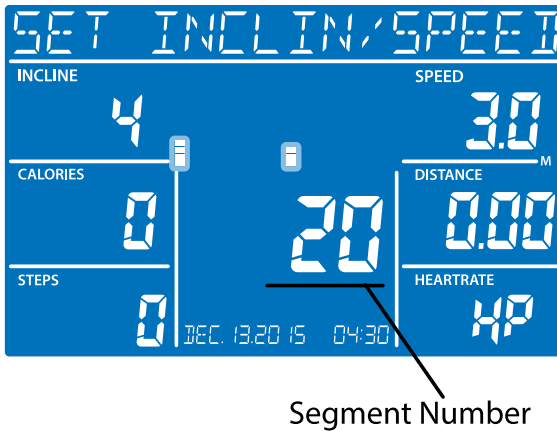 SET INCLIN/SPEED
INCLINE
4
SPEED
3.0
M
CALORIES
0
DISTANCE
0.00
20
STEPS
0
HEARTRATE
HP
DEC. 13.2015 04:30
Segment Number